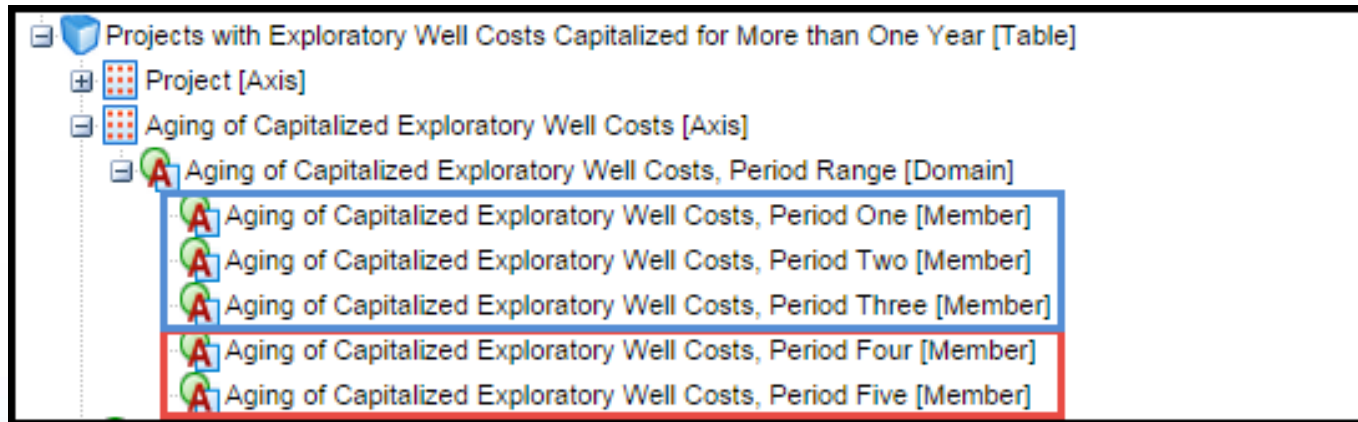 Projects with Exploratory Well Costs Capitalized for More than One Year [Table]
Project [Axis]
Aging of Capitalized Exploratory Well Costs [Axis]
Aging of Capitalized Exploratory Well Costs, Period Range [Domain]
Aging of Capitalized Exploratory Well Costs, Period One [Member]
Aging of Capitalized Exploratory Well Costs, Period Two [Member]
Aging of Capitalized Exploratory Well Costs, Period Three [Member]
Aging of Capitalized Exploratory Well Costs, Period Four [Member]
Aging of Capitalized Exploratory Well Costs, Period Five [Member]